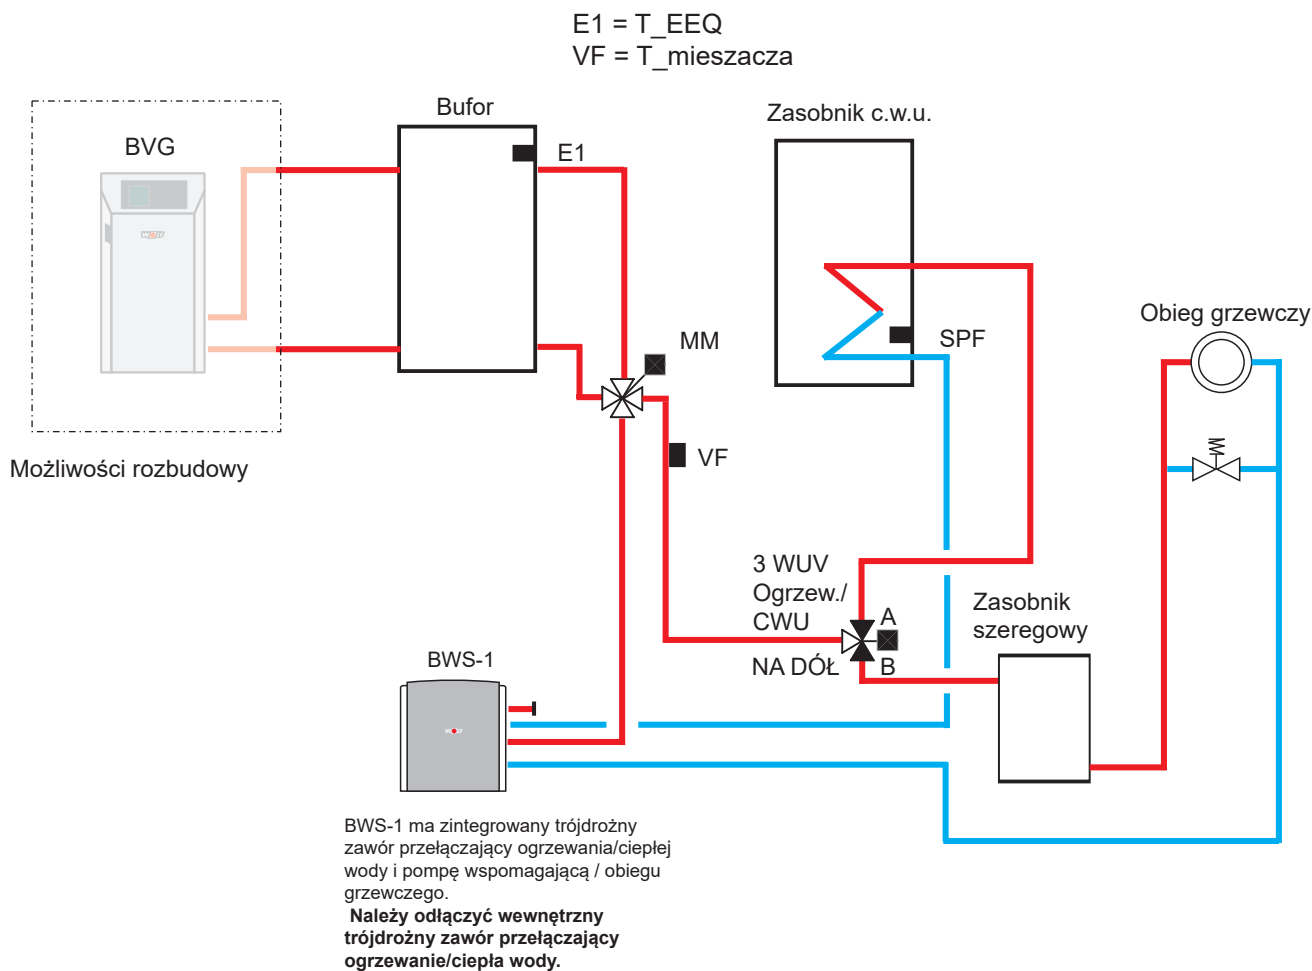 E1 = T_EEQ
VF = T_mieszacza
Bufor
Zasobnik c.w.u.
BVG
E1
Obieg grzewczy
MM
SPF
VF
Możliwości rozbudowy
3 WUV
Ogrzew./
CWU
A
Zasobnik
szeregowy
NA DÓŁ
B
BWS-1
BWS-1 ma zintegrowany trójdrożny
zawór przełączający ogrzewania/ciepłej
wody i pompę wspomagającą / obiegu
grzewczego.
Należy odłączyć wewnętrzny
trójdrożny zawór przełączający
ogrzewanie/ciepła wody.